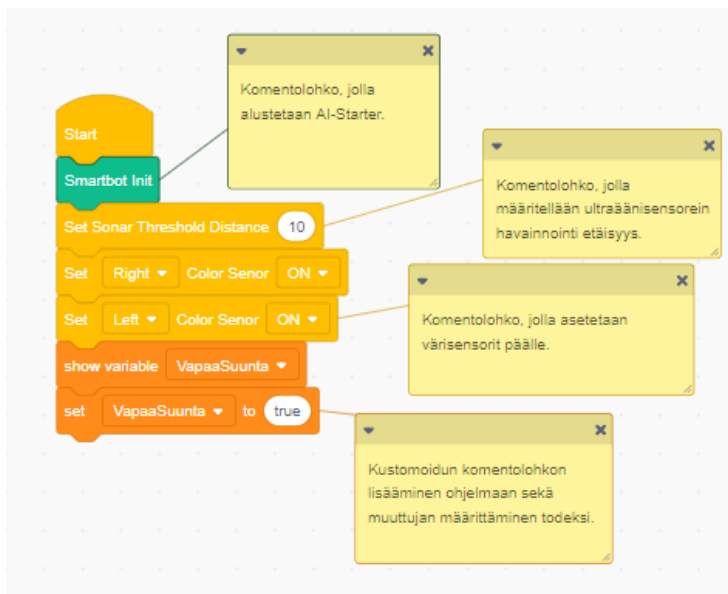 Start
Smartbot Init
Set Sonar Threshold Distance 10
Set Right Color Senor ON
Set Left Color Senor ON
show variable VapaaSuunta
set VapaaSuunta to true
Komentolohko, jolla
alustetaan AI-Starter.
Komentolohko, jolla
määritellään ultraäänisensorein
havainnointi etäisyys.
Komentolohko, jolla asetetaan
värisensorit päälle.
Kustomoidun komentolohkon
lisääminen ohjelmaan sekä
muuttujan määrittäminen todeksi.